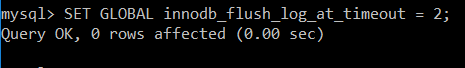 mysql> SET GLOBAL innodb_flush_log_at_timeout = 2;
Query OK, 0 rows affected (0.00 sec)